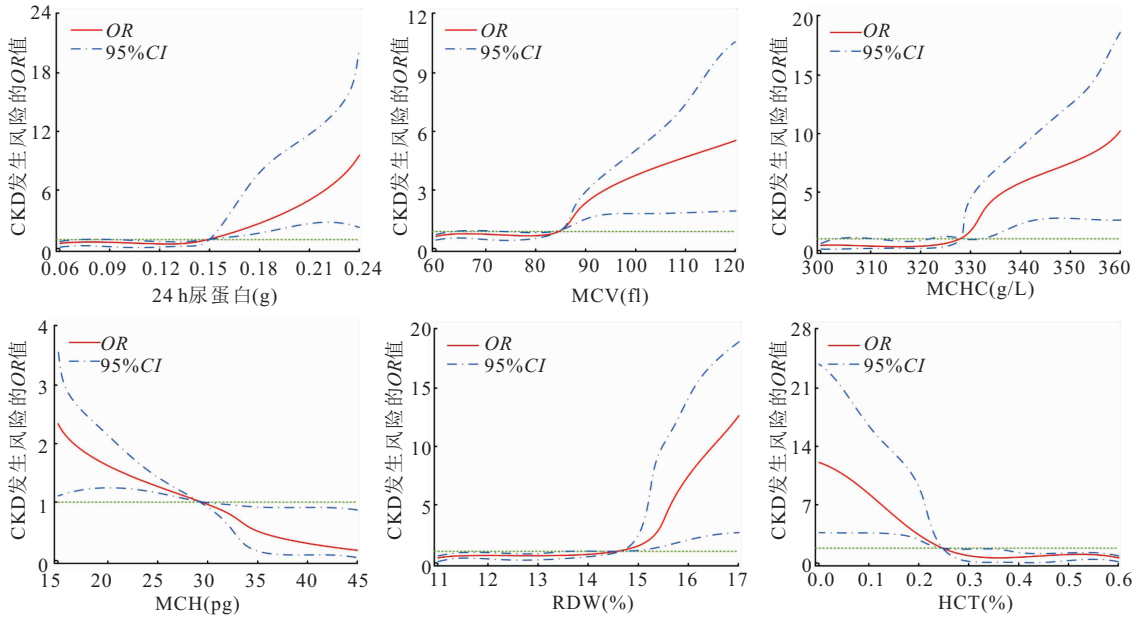 CKD发生风险的OR值
24
18
12
6
0
OR
95%CI
0.06 0.09 0.12 0.15 0.18 0.21 0.24
24 h尿蛋白(g)
CKD发生风险的OR值
12
9
6
3
0
OR
95%CI
60 70 80 90 100 110 120
MCV(fl)
CKD发生风险的OR值
20
15
10
5
0
OR
95%CI
300 310 320 330 340 350 360
MCHC(g/L)
CKD发生风险的OR值
4
3
2
1
0
OR
95%CI
15 20 25 30 35 40 45
MCH(pg)
CKD发生风险的OR值
20
15
10
5
0
OR
95%CI
11 12 13 14 15 16 17
RDW(%)
CKD发生风险的OR值
28
21
14
7
0
OR
95%CI
0.0 0.1 0.2 0.3 0.4 0.5 0.6
HCT(%)